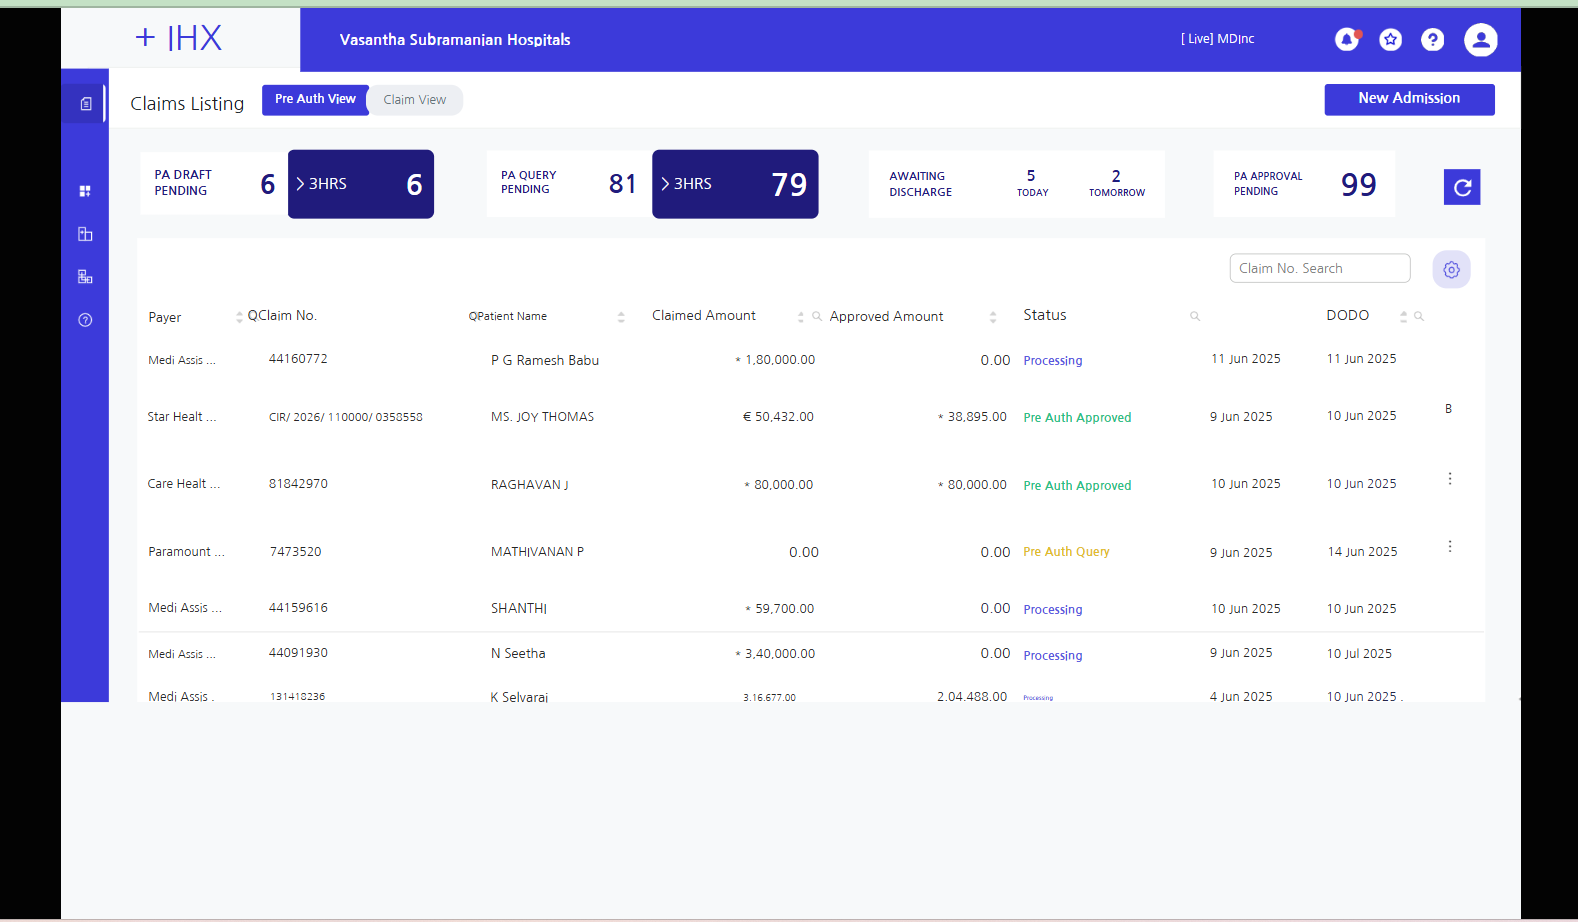 + IHX
Vasantha Subramanian Hospitals
[ Live] MDInc
Claims Listing
Pre Auth View
Claim View
New Admission
PA DRAFT
PENDING
6
> 3HRS
6
PA QUERY
PENDING
81
> 3HRS
79
AWAITING
DISCHARGE
5
TODAY
2
TOMORROW
PA APPROVAL
PENDING
99
Claim No. Search
Payer QClaim No. QPatient Name Claimed Amount Approved Amount Status DODO
Medi Assis ... 44160772 P G Ramesh Babu * 1,80,000.00 0.00 Processing 11 Jun 2025 11 Jun 2025
Star Healt ... CIR/ 2026/ 110000/ 0358558 MS. JOY THOMAS € 50,432.00 * 38,895.00 Pre Auth Approved 9 Jun 2025 10 Jun 2025 B
Care Healt ... 81842970 RAGHAVAN J * 80,000.00 * 80,000.00 Pre Auth Approved 10 Jun 2025 10 Jun 2025
Paramount ... 7473520 MATHIVANAN P 0.00 0.00 Pre Auth Query 9 Jun 2025 14 Jun 2025
Medi Assis ... 44159616 SHANTHI * 59,700.00 0.00 Processing 10 Jun 2025 10 Jun 2025
Medi Assis ... 44091930 N Seetha * 3,40,000.00 0.00 Processing 9 Jun 2025 10 Jul 2025
Medi Assis . 131418236 K Selvaraj 3.16.677.00 2.04.488.00 Processing 4 Jun 2025 10 Jun 2025 .